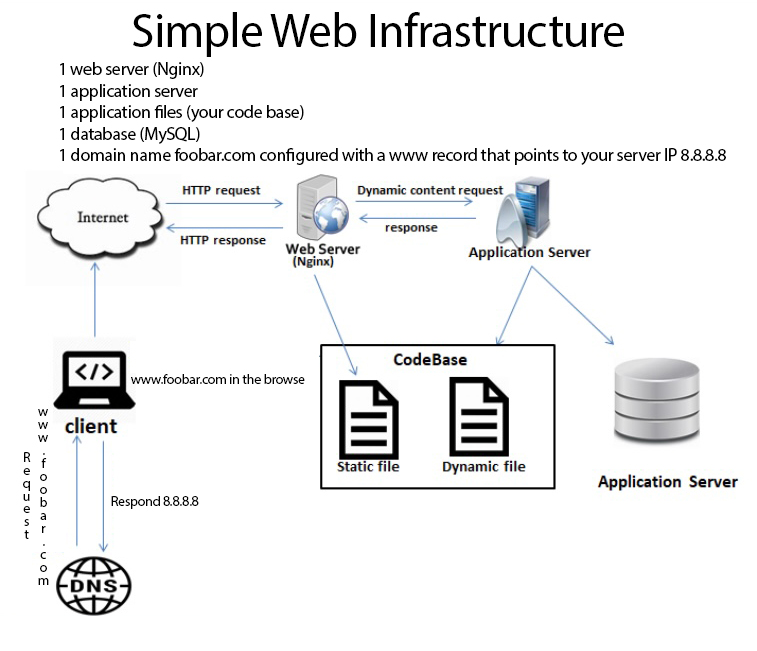 Simple Web Infrastructure
1 web server (Nginx)
1 application server
1 application files (your code base)
1 database (MySQL)
1 domain name foobar.com configured with a www record that points to your server IP 8.8.8.8
Internet
HTTP request
HTTP response
Web Server
(Nginx)
Dynamic content request
response
Application Server
</>
www.foobar.com in the browse
client
CodeBase
Static file
Dynamic file
Application Server
Request
www.foobar.com
Respond 8.8.8.8
DNS